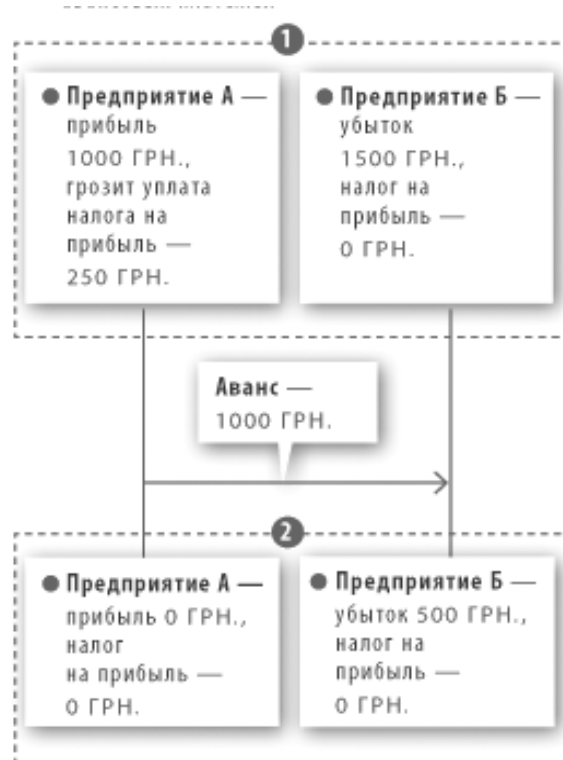 1
● Предприятие А —
прибыль
1000 ГРН.,
грозит уплата
налога на
прибыль —
250 ГРН.
● Предприятие Б —
убыток
1500 ГРН.,
налог на
прибыль —
0 ГРН.
Аванс —
1000 ГРН.
2
● Предприятие А —
прибыль 0 ГРН.,
налог
на прибыль —
0 ГРН.
● Предприятие Б —
убыток 500 ГРН.,
налог на
прибыль —
0 ГРН.